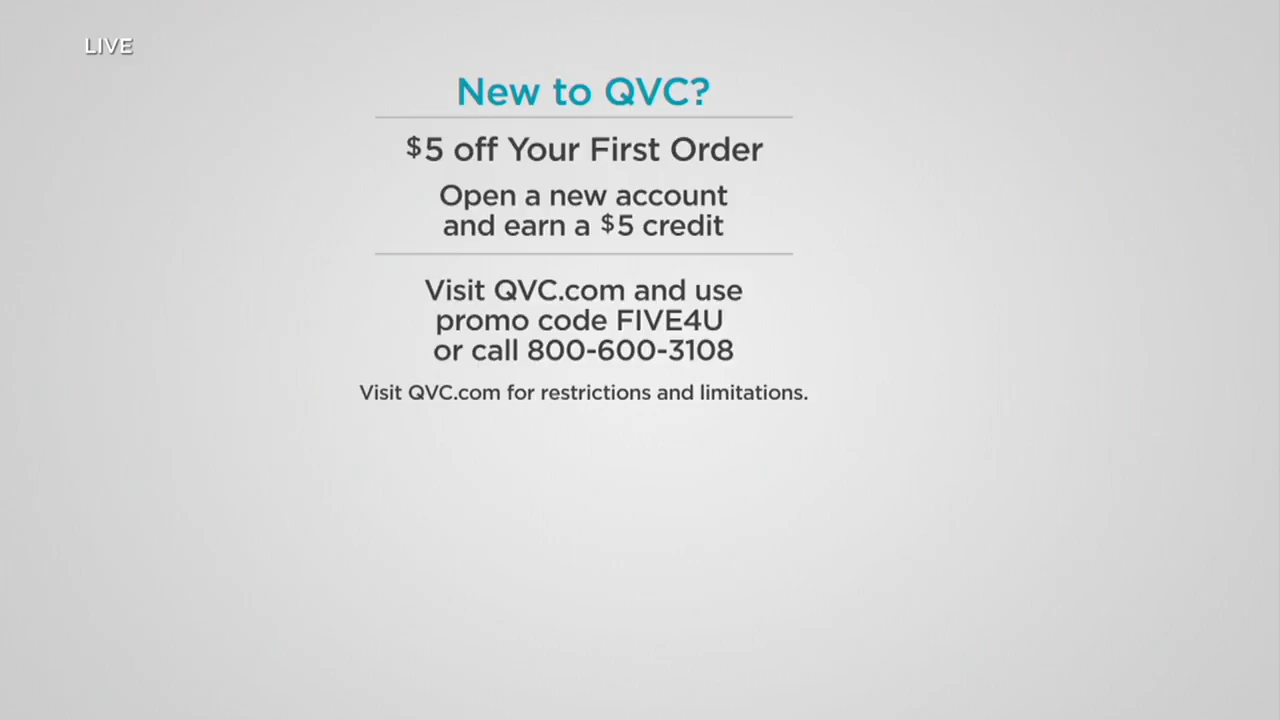 LIVE
New to QVC?
$5 off Your First Order
Open a new account
and earn a $5 credit
Visit QVC.com and use
promo code FIVE4U
or call 800-600-3108
Visit QVC.com for restrictions and limitations.